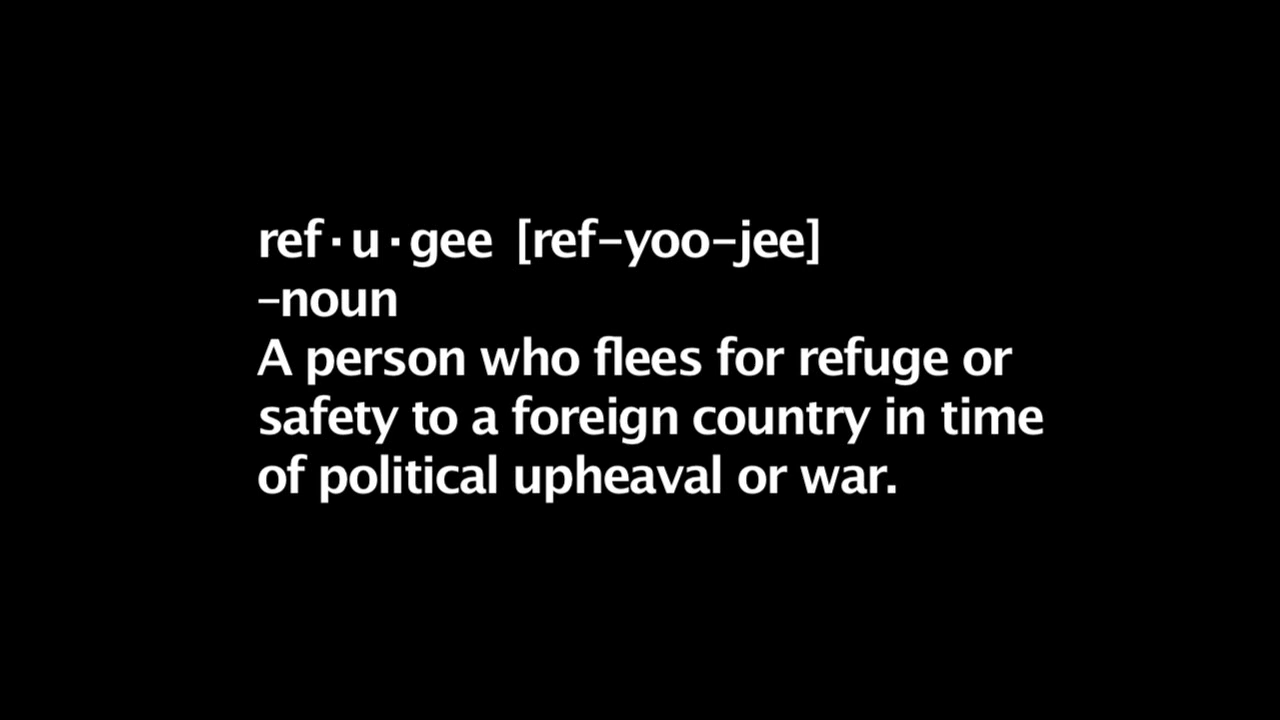 ref·u·gee [ref–yoo–jee]
–noun
A person who flees for refuge or
safety to a foreign country in time
of political upheaval or war.